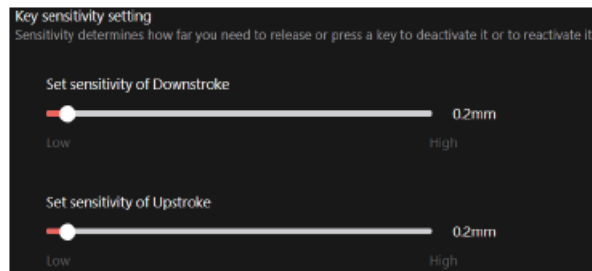 Key sensitivity setting
Sensitivity determines how far you need to release or press a key to deactivate it or to reactivate it
Set sensitivity of Downstroke
0.2mm
Low High
Set sensitivity of Upstroke
0.2mm
Low High